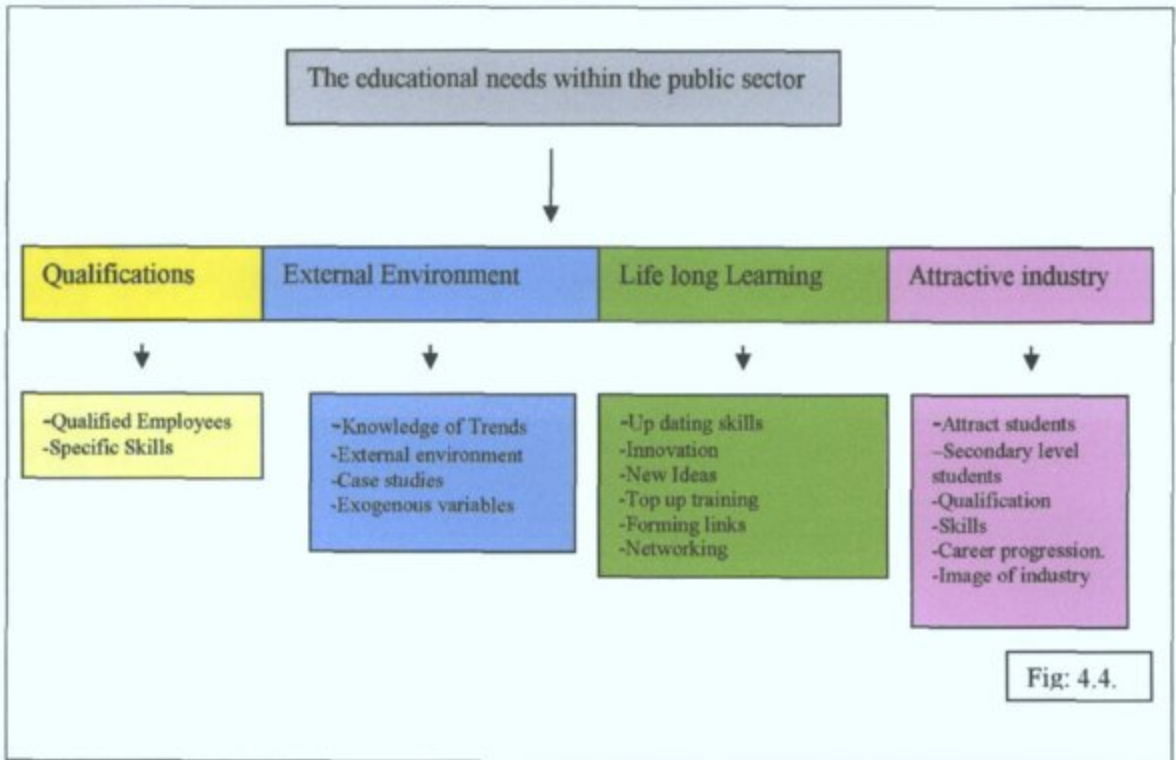 The educational needs within the public sector
Qualifications
External Environment
Life long Learning
Attractive industry
-Qualified Employees
-Specific Skills
-Knowledge of Trends
-External environment
-Case studies
-Exogenous variables
-Up dating skills
-Innovation
-New Ideas
-Top up training
-Forming links
-Networking
-Attract students
–Secondary level
students
-Qualification
-Skills
-Career progression.
-Image of industry
Fig: 4.4.